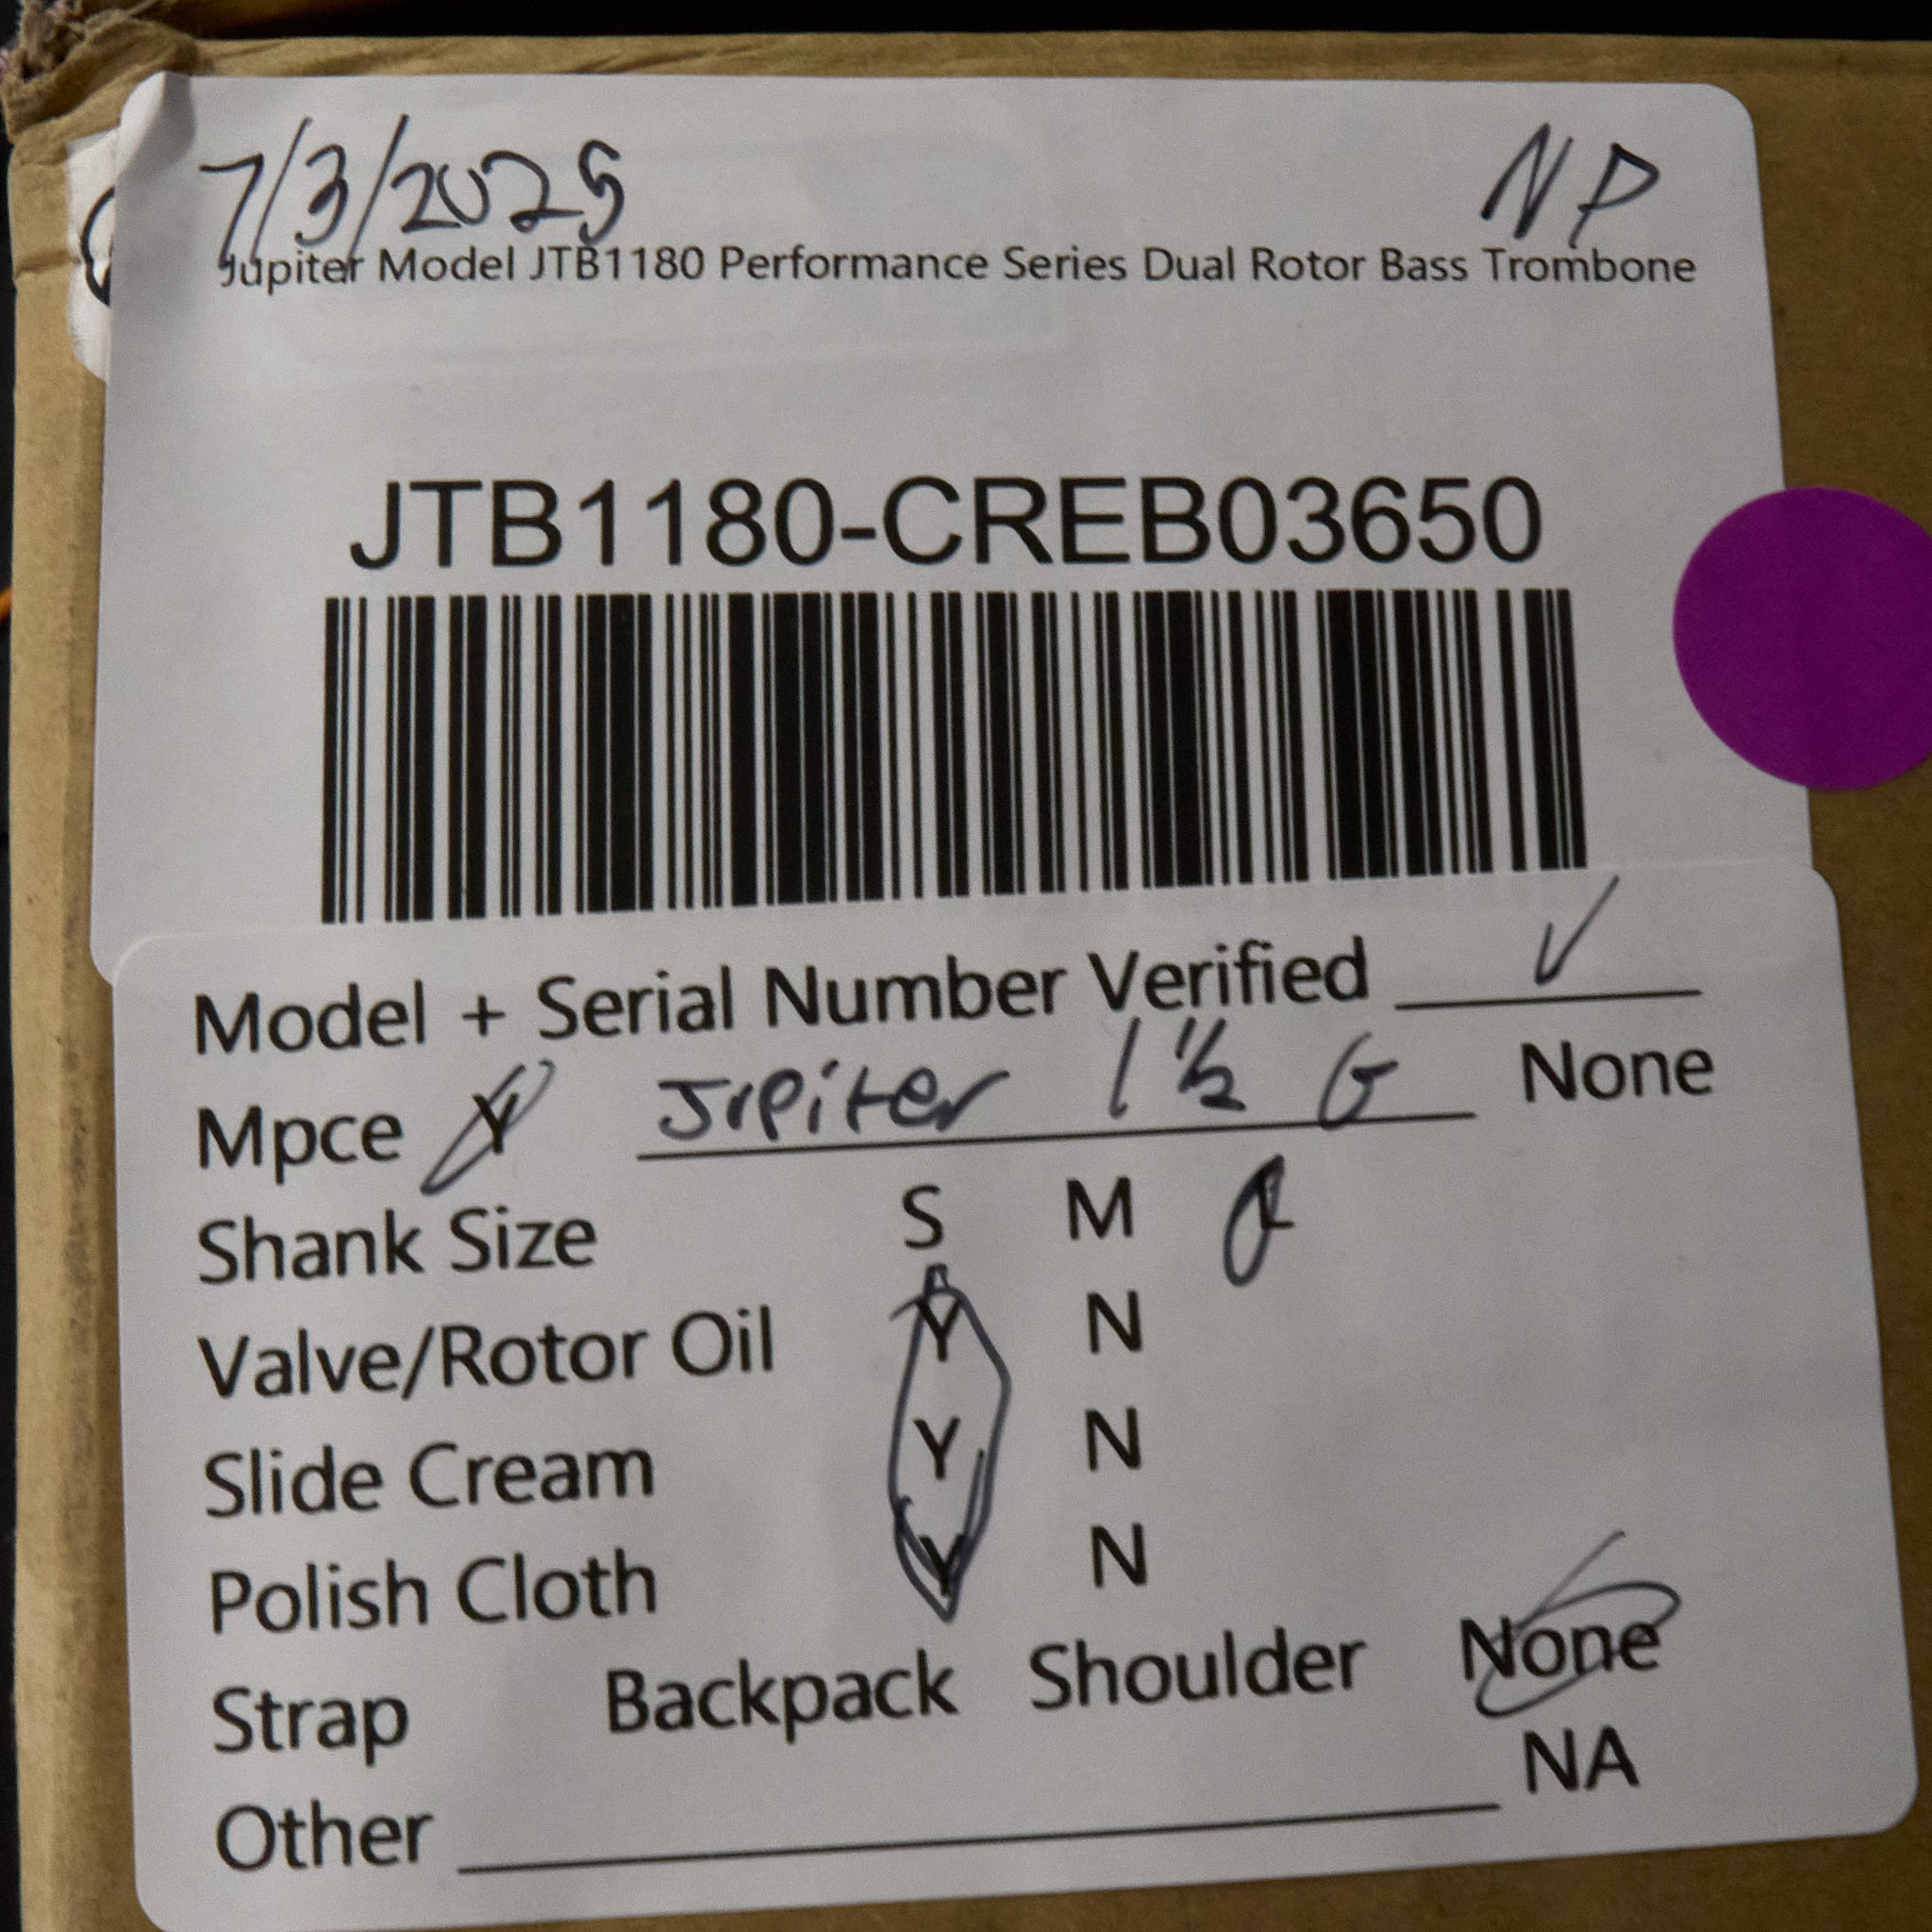 7/3/2025 NP
Jupiter Model JTB1180 Performance Series Dual Rotor Bass Trombone
JTB1180-CREB03650
Model + Serial Number Verified ✓
Mpce Y Jupiter 1 ½ G None
Shank Size S M L
Valve/Rotor Oil Y N
Slide Cream Y N
Polish Cloth Y N
Strap Backpack Shoulder None
Other NA